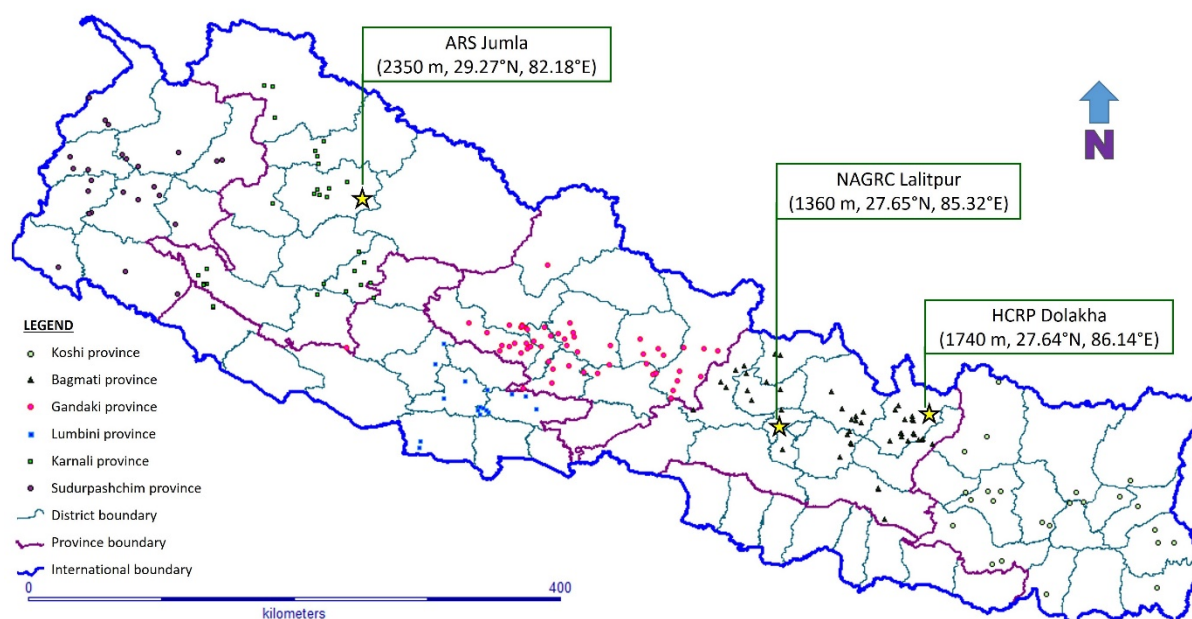 ARS Jumla
(2350 m, 29.27°N, 82.18°E)
N
NAGRC Lalitpur
(1360 m, 27.65°N, 85.32°E)
HCRP Dolakha
(1740 m, 27.64°N, 86.14°E)
LEGEND
Koshi province
Bagmati province
Gandaki province
Lumbini province
Karnali province
Sudurpashchim province
District boundary
Province boundary
International boundary
0
400
kilometers